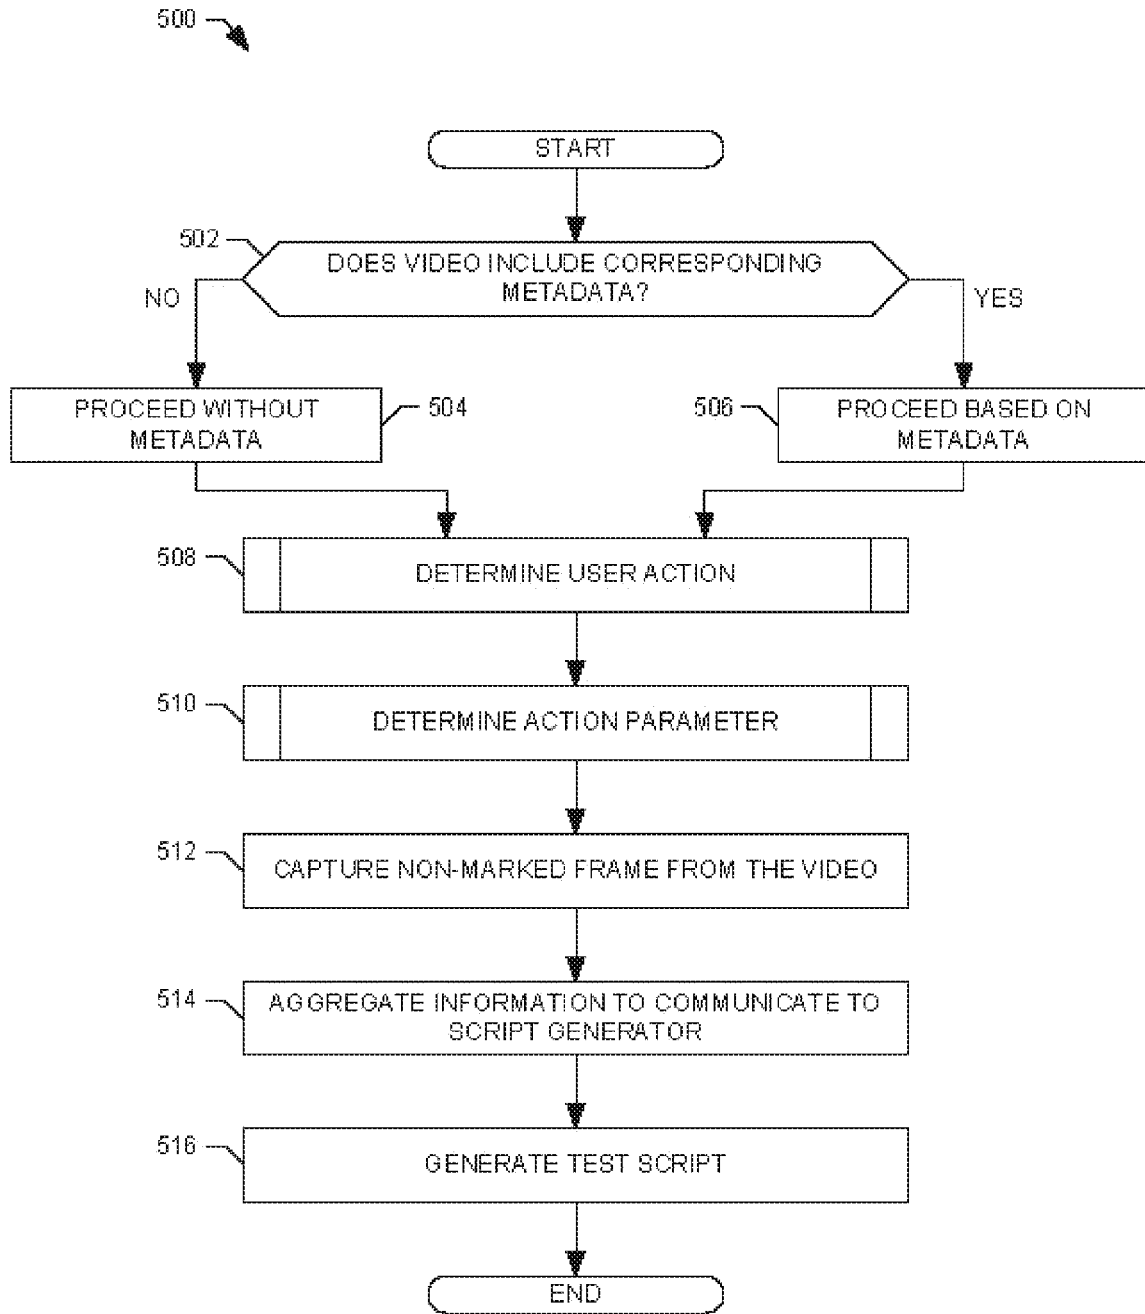 500
START
502
DOES VIDEO INCLUDE CORRESPONDING
METADATA?
NO
YES
PROCEED WITHOUT
METADATA
504
506
PROCEED BASED ON
METADATA
508
DETERMINE USER ACTION
510
DETERMINE ACTION PARAMETER
512
CAPTURE NON-MARKED FRAME FROM THE VIDEO
514
AGGREGATE INFORMATION TO COMMUNICATE TO
SCRIPT GENERATOR
516
GENERATE TEST SCRIPT
END